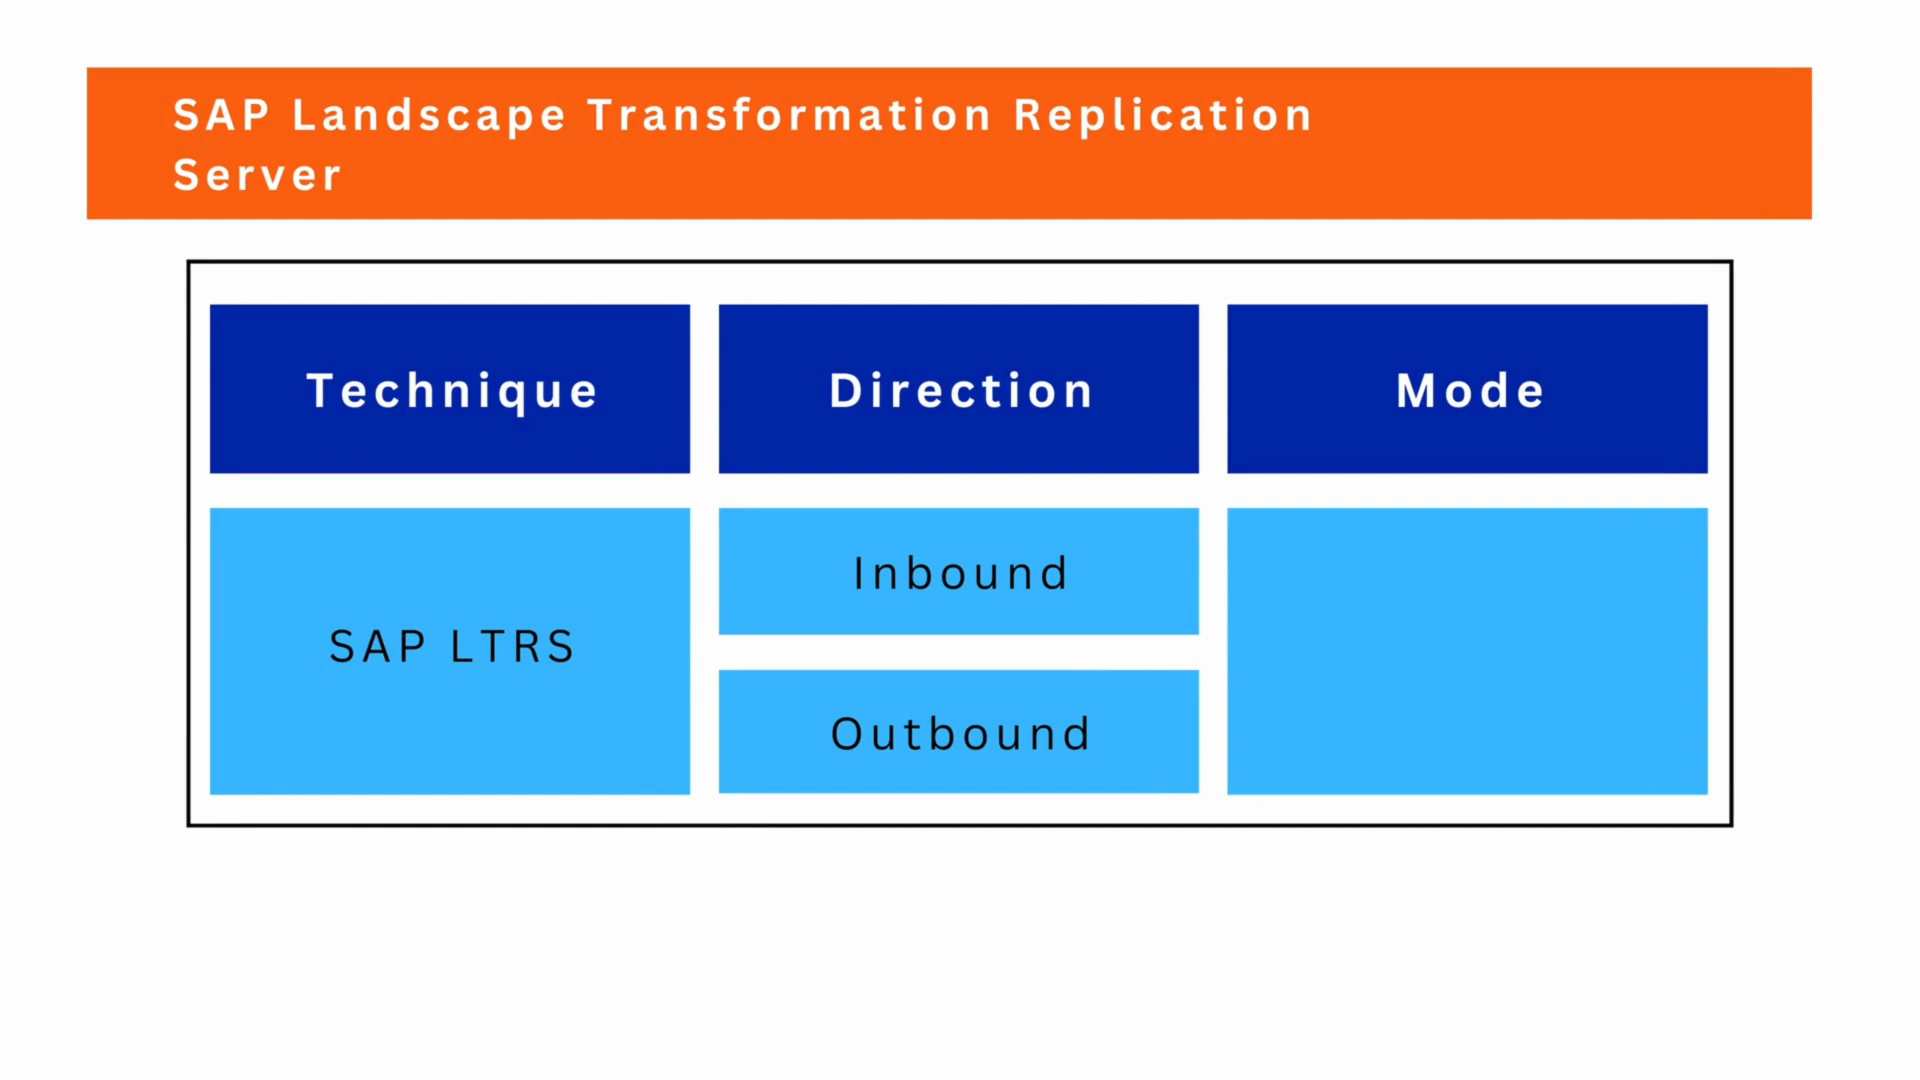 SAP Landscape Transformation Replication
Server
Technique
Direction
Mode
SAP LTRS
Inbound
Outbound